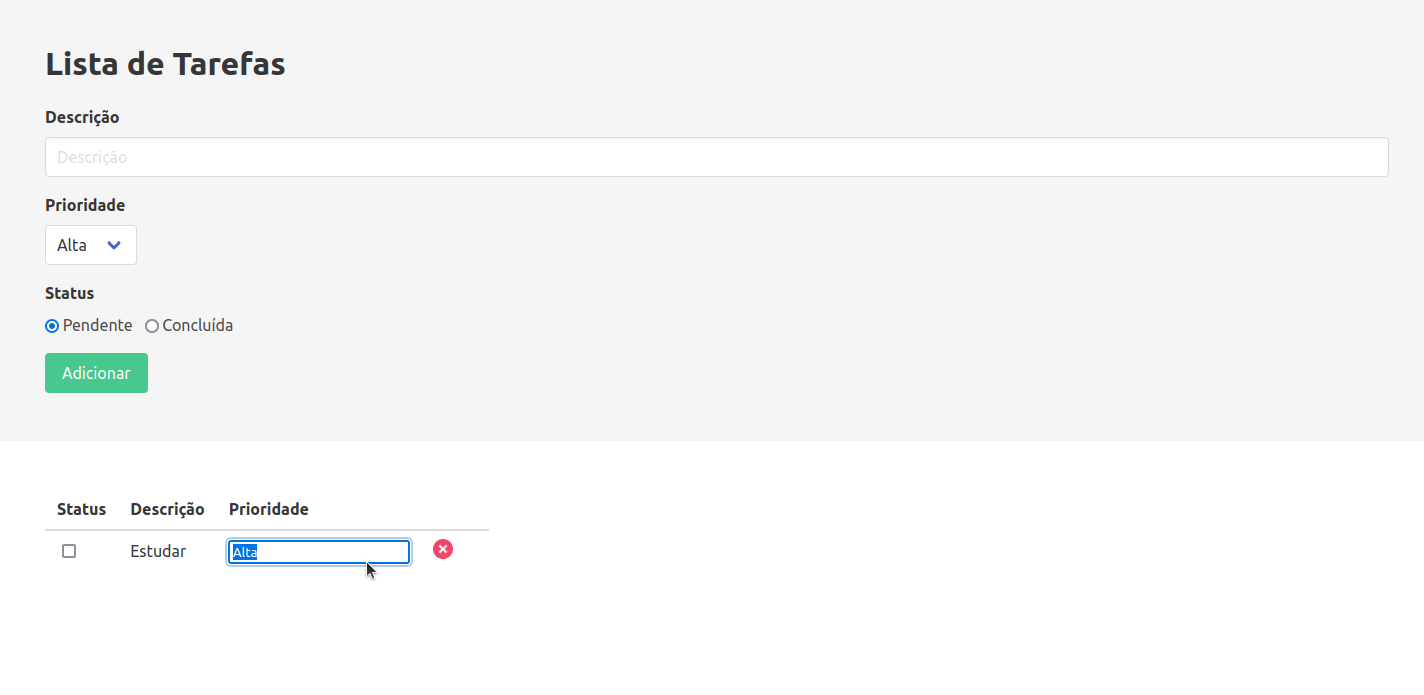 Lista de Tarefas
Descrição
Descrição
Prioridade
Alta
Status
Pendente Concluída
Adicionar
Status Descrição Prioridade
Estudar Alta